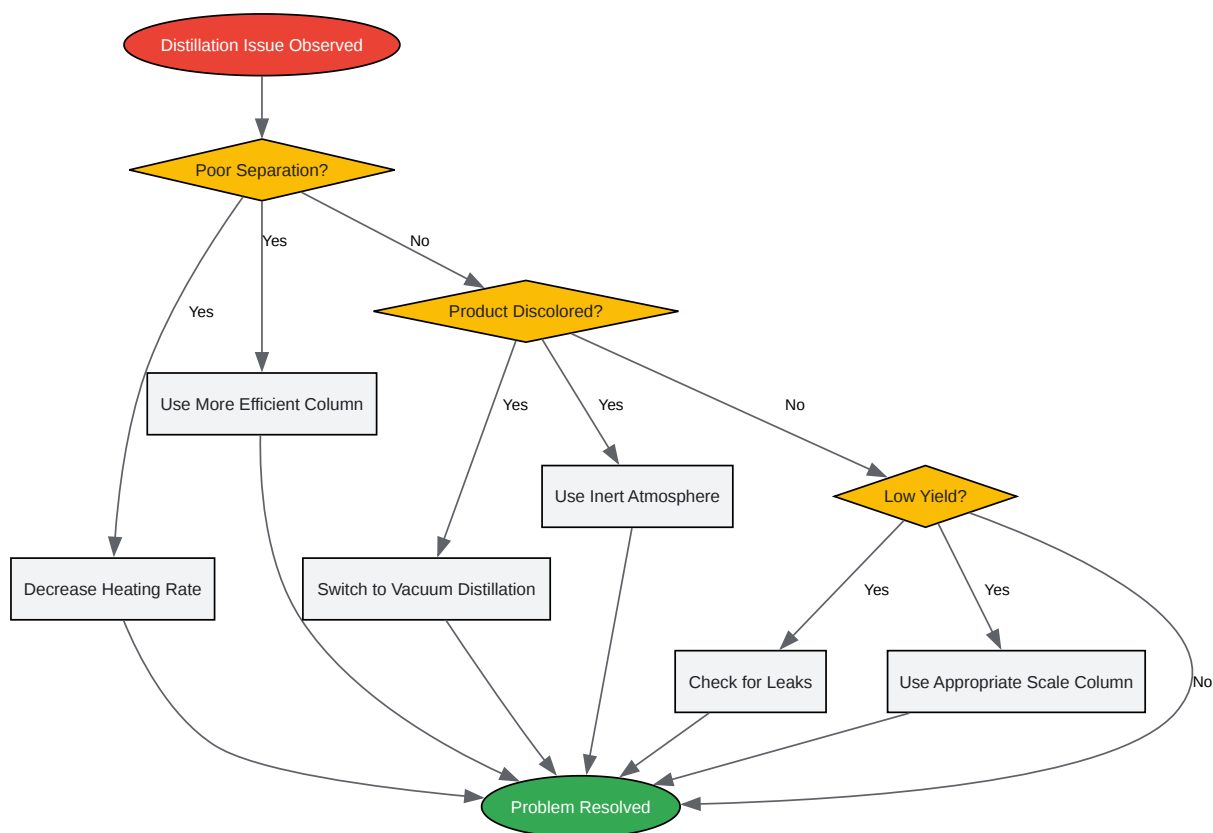 Distillation Issue Observed
Poor Separation?
Yes
No
Yes
Product Discolored?
Use More Efficient Column
Yes
Yes
No
Use Inert Atmosphere
Low Yield?
Decrease Heating Rate
Switch to Vacuum Distillation
Yes
Yes
Check for Leaks
Use Appropriate Scale Column
No
Problem Resolved